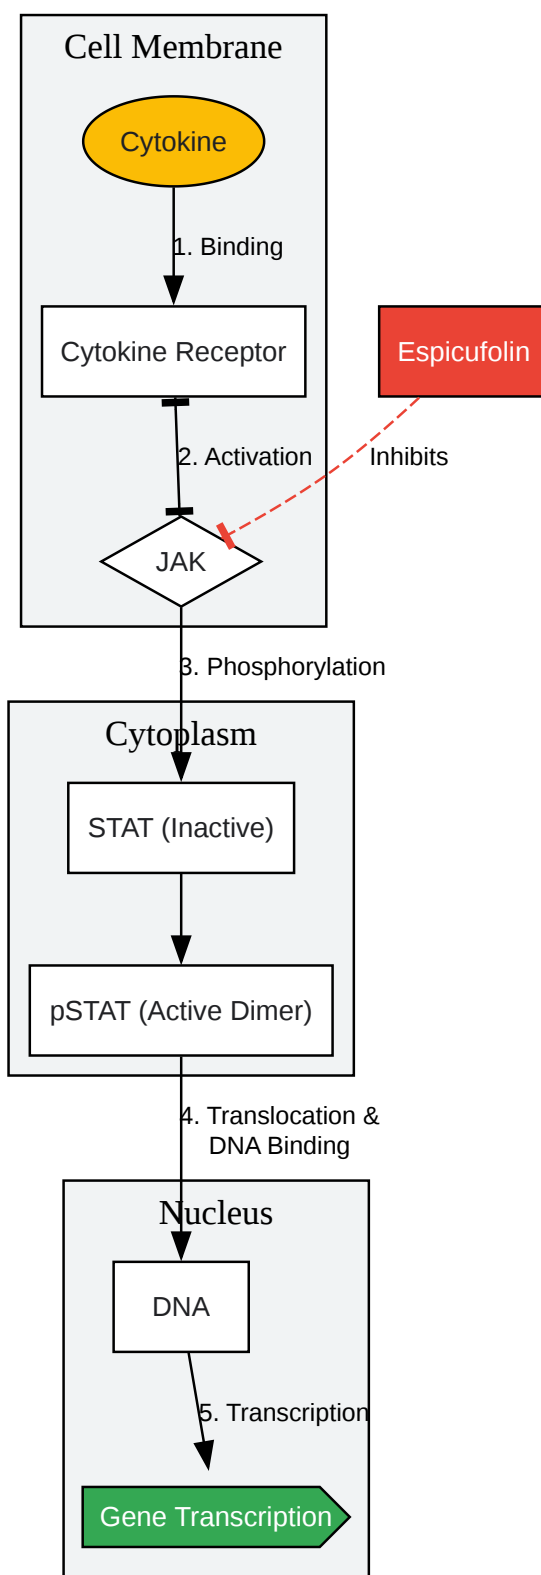 Cell Membrane
Cytokine
1. Binding
Cytokine Receptor
Espicufolin
2. Activation
Inhibits
JAK
3. Phosphorylation
Cytoplasm
STAT (Inactive)
pSTAT (Active Dimer)
4. Translocation &
DNA Binding
Nucleus
DNA
5. Transcription
Gene Transcription